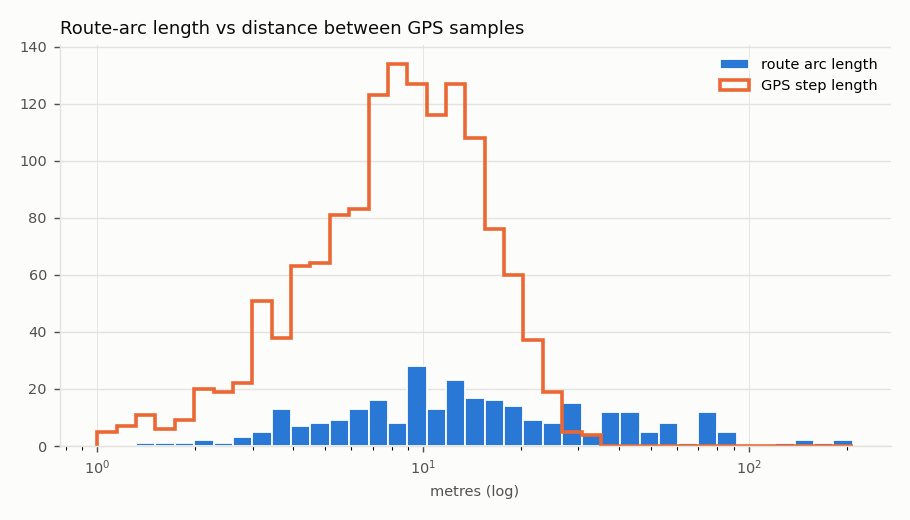 Route-arc length vs distance between GPS samples
140
120
100
80
60
40
20
0
route arc length
GPS step length
10⁰
10¹
10²
metres (log)